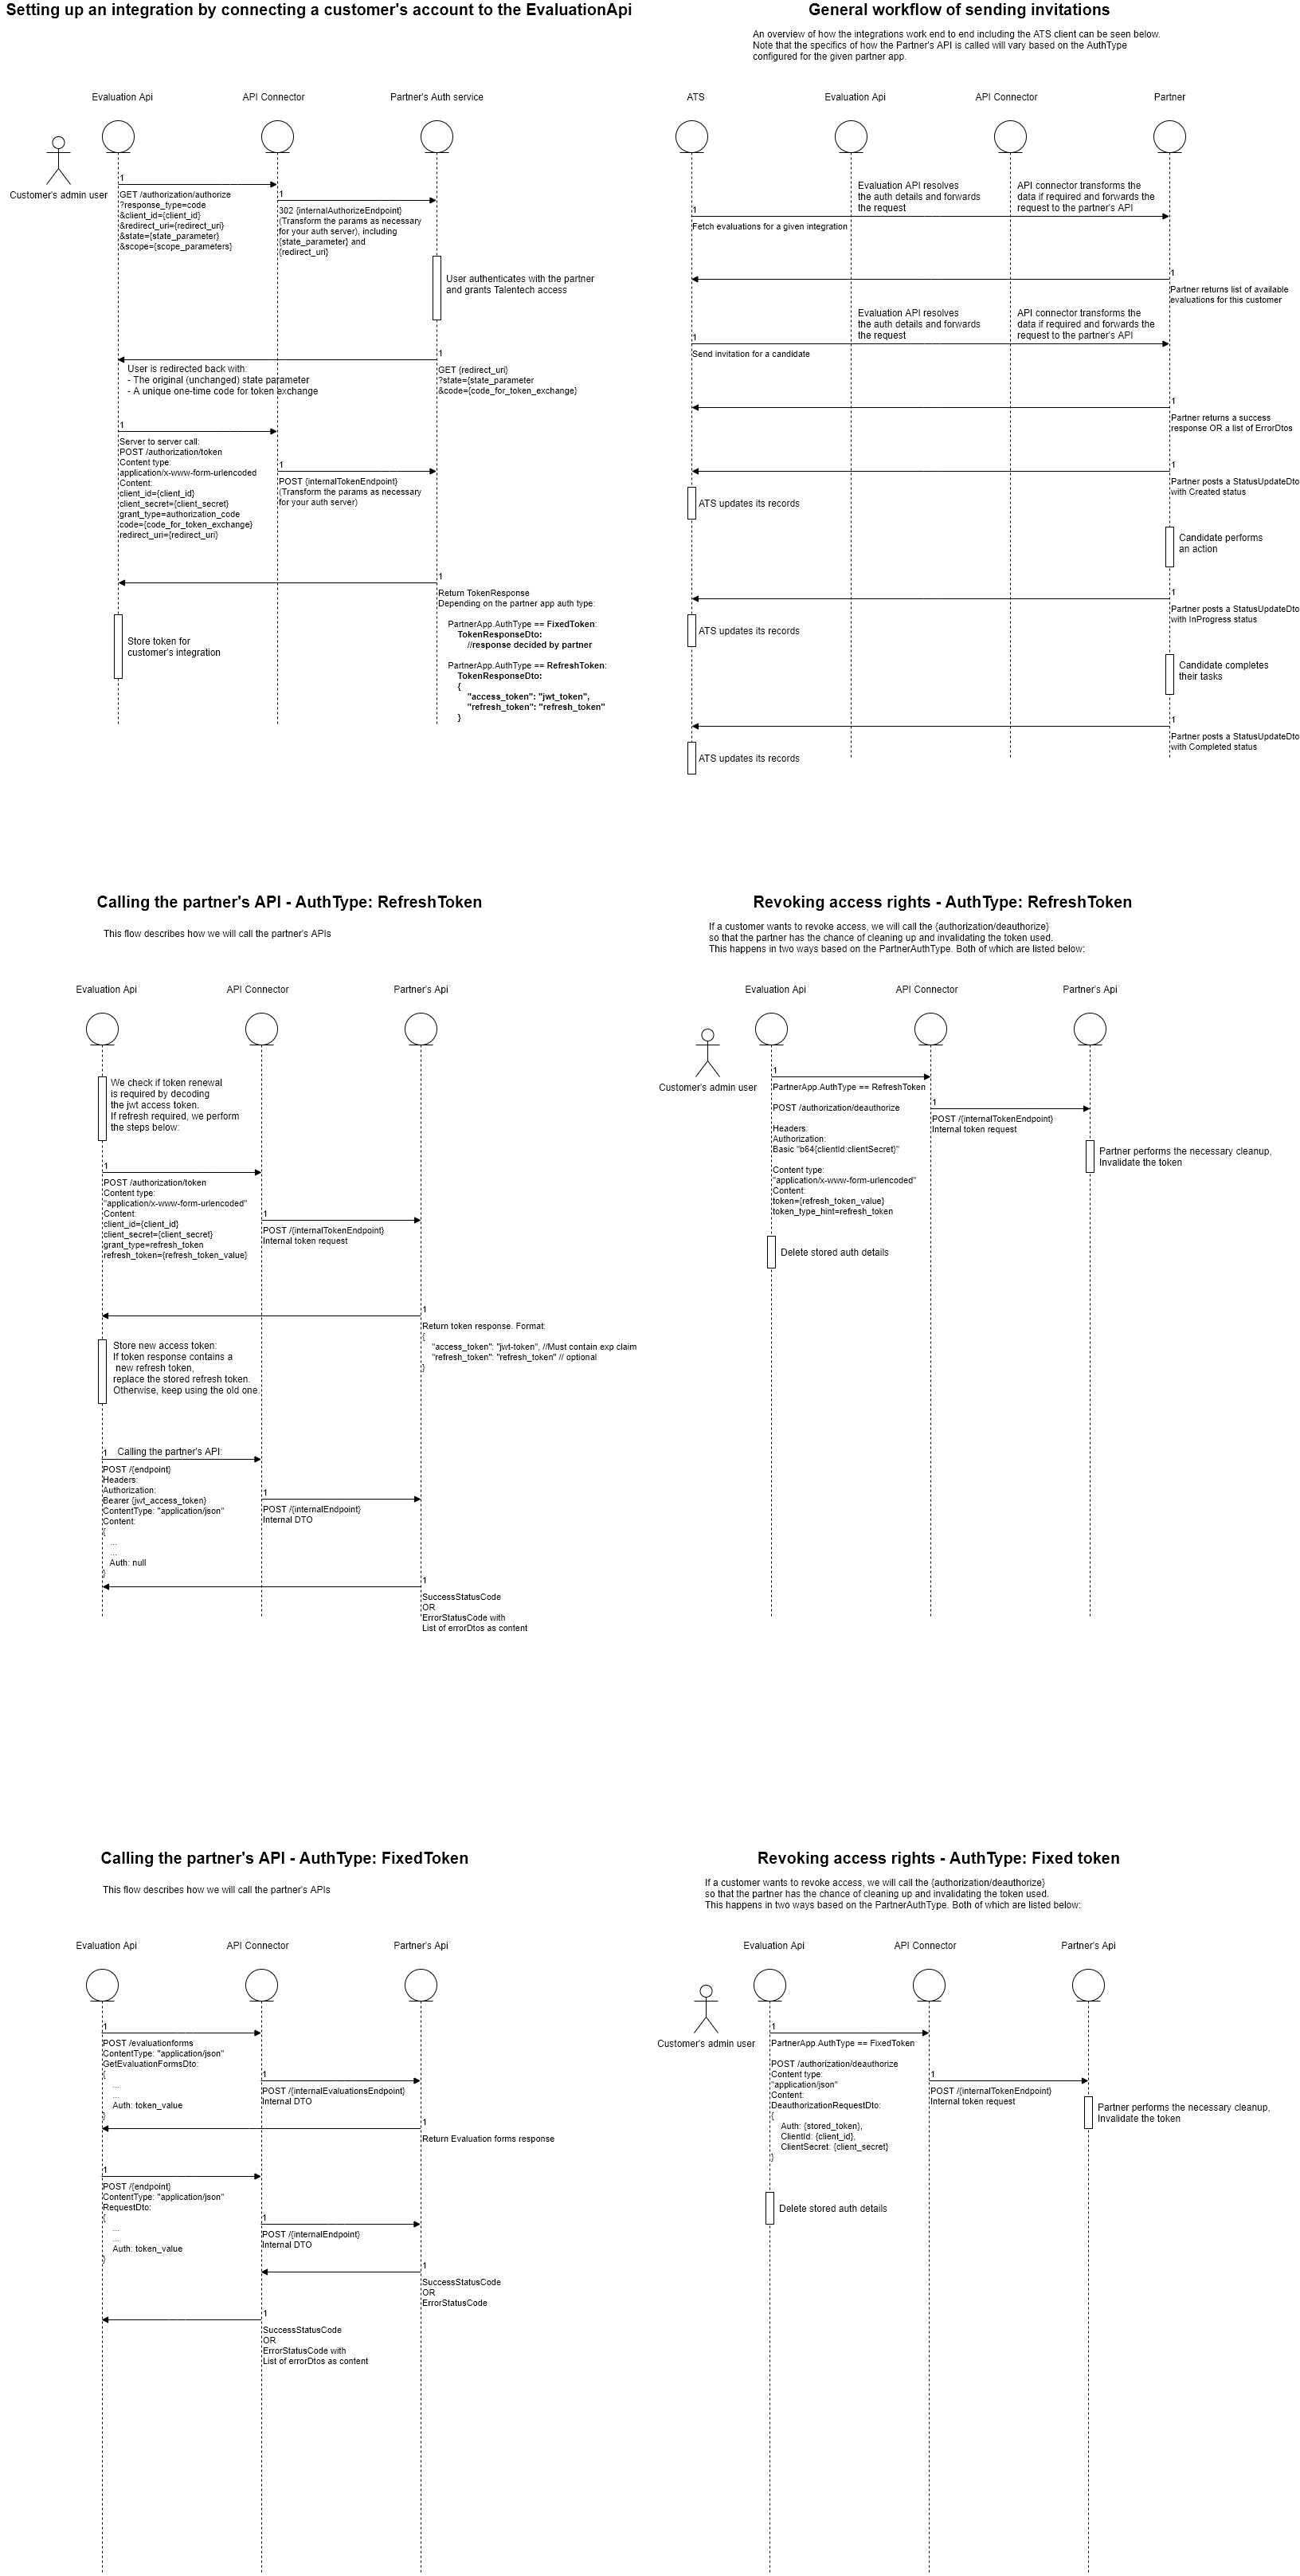 Setting up an integration by connecting a customer's account to the EvaluationApi
Evaluation Api
API Connector
Partner's Auth service
Customer's admin user
1
GET /authorization/authorize
?response_type=code
&client_id={client_id}
&redirect_uri={redirect_uri}
&state={state_parameter}
&scope={scope_parameters}
1
302 {internalAuthorizeEndpoint}
(Transform the params as necessary
for your auth server), including
{state_parameter} and
{redirect_uri}
User authenticates with the partner
and grants Talentech access
1
GET {redirect_uri}
?state={state_parameter
&code={code_for_token_exchange}
User is redirected back with:
- The original (unchanged) state parameter
- A unique one-time code for token exchange
1
Server to server call:
POST /authorization/token
Content type:
application/x-www-form-urlencoded
Content:
client_id={client_id}
client_secret={client_secret}
grant_type=authorization_code
code={code_for_token_exchange}
redirect_uri={redirect_uri}
1
POST {internalTokenEndpoint}
(Transform the params as necessary
for your auth server)
1
Return TokenResponse
Depending on the partner app auth type:
PartnerApp.AuthType == FixedToken:
TokenResponseDto:
//response decided by partner
PartnerApp.AuthType == RefreshToken:
TokenResponseDto:
{
"access_token": "jwt_token",
"refresh_token": "refresh_token"
}
Store token for
customer's integration
General workflow of sending invitations
An overview of how the integrations work end to end including the ATS client can be seen below.
Note that the specifics of how the Partner's API is called will vary based on the AuthType
configured for the given partner app.
ATS
Evaluation Api
API Connector
Partner
Evaluation API resolves
the auth details and forwards
the request
API connector transforms the
data if required and forwards the
request to the partner's API
1
Fetch evaluations for a given integration
1
Partner returns list of available
evaluations for this customer
Evaluation API resolves
the auth details and forwards
the request
API connector transforms the
data if required and forwards the
request to the partner's API
1
Send invitation for a candidate
1
Partner returns a success
response OR a list of ErrorDtos
1
Partner posts a StatusUpdateDto
with Created status
ATS updates its records
Candidate performs
an action
1
Partner posts a StatusUpdateDto
with InProgress status
ATS updates its records
Candidate completes
their tasks
1
Partner posts a StatusUpdateDto
with Completed status
ATS updates its records
Calling the partner's API - AuthType: RefreshToken
This flow describes how we will call the partner's APIs
Evaluation Api
API Connector
Partner's Api
We check if token renewal
is required by decoding
the jwt access token.
If refresh required, we perform
the steps below:
1
POST /authorization/token
Content type:
"application/x-www-form-urlencoded"
Content:
client_id={client_id}
client_secret={client_secret}
grant_type=refresh_token
refresh_token={refresh_token_value}
1
POST /{internalTokenEndpoint}
Internal token request
1
Return token response. Format:
{
"access_token": "jwt-token", //Must contain exp claim
"refresh_token": "refresh_token" // optional
}
Store new access token:
If token response contains a
new refresh token,
replace the stored refresh token.
Otherwise, keep using the old one.
1
Calling the partner's API:
POST /{endpoint}
Headers:
Authorization:
Bearer {jwt_access_token}
ContentType: "application/json"
Content:
{
...
...
Auth: null
}
1
POST /{internalEndpoint}
Internal DTO
1
SuccessStatusCode
OR
ErrorStatusCode with
List of errorDtos as content
Revoking access rights - AuthType: RefreshToken
If a customer wants to revoke access, we will call the {authorization/deauthorize}
so that the partner has the chance of cleaning up and invalidating the token used.
This happens in two ways based on the PartnerAuthType. Both of which are listed below:
Evaluation Api
API Connector
Partner's Api
Customer's admin user
1
PartnerApp.AuthType == RefreshToken
POST /authorization/deauthorize
Headers:
Authorization:
Basic "b64{clientId:clientSecret}"
Content type:
"application/x-www-form-urlencoded"
Content:
token={refresh_token_value}
token_type_hint=refresh_token
1
POST /{internalTokenEndpoint}
Internal token request
Partner performs the necessary cleanup,
Invalidate the token
Delete stored auth details
Calling the partner's API - AuthType: FixedToken
This flow describes how we will call the partner's APIs
Evaluation Api
API Connector
Partner's Api
1
POST /evaluationforms
ContentType: "application/json"
GetEvaluationFormsDto:
{
...
...
Auth: token_value
}
1
POST /{internalEvaluationsEndpoint}
Internal DTO
1
Return Evaluation forms response
1
POST /{endpoint}
ContentType: "application/json"
RequestDto:
{
...
...
Auth: token_value
}
1
POST /{internalEndpoint}
Internal DTO
1
SuccessStatusCode
OR
ErrorStatusCode
1
SuccessStatusCode
OR
ErrorStatusCode with
List of errorDtos as content
Revoking access rights - AuthType: Fixed token
If a customer wants to revoke access, we will call the {authorization/deauthorize}
so that the partner has the chance of cleaning up and invalidating the token used.
This happens in two ways based on the PartnerAuthType. Both of which are listed below:
Evaluation Api
API Connector
Partner's Api
Customer's admin user
1
PartnerApp.AuthType == FixedToken
POST /authorization/deauthorize
Content type:
"application/json"
Content:
DeauthorizationRequestDto:
{
Auth: {stored_token},
ClientId: {client_id},
ClientSecret: {client_secret}
}
1
POST /{internalTokenEndpoint}
Internal token request
Partner performs the necessary cleanup,
Invalidate the token
Delete stored auth details